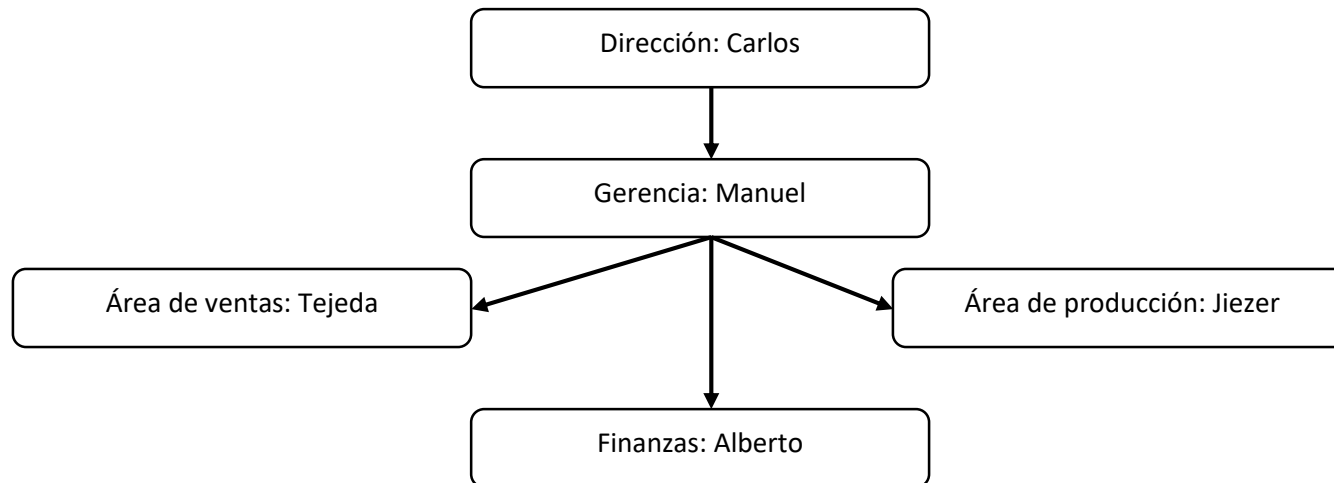 Dirección: Carlos
Gerencia: Manuel
Área de ventas: Tejeda
Área de producción: Jiezer
Finanzas: Alberto